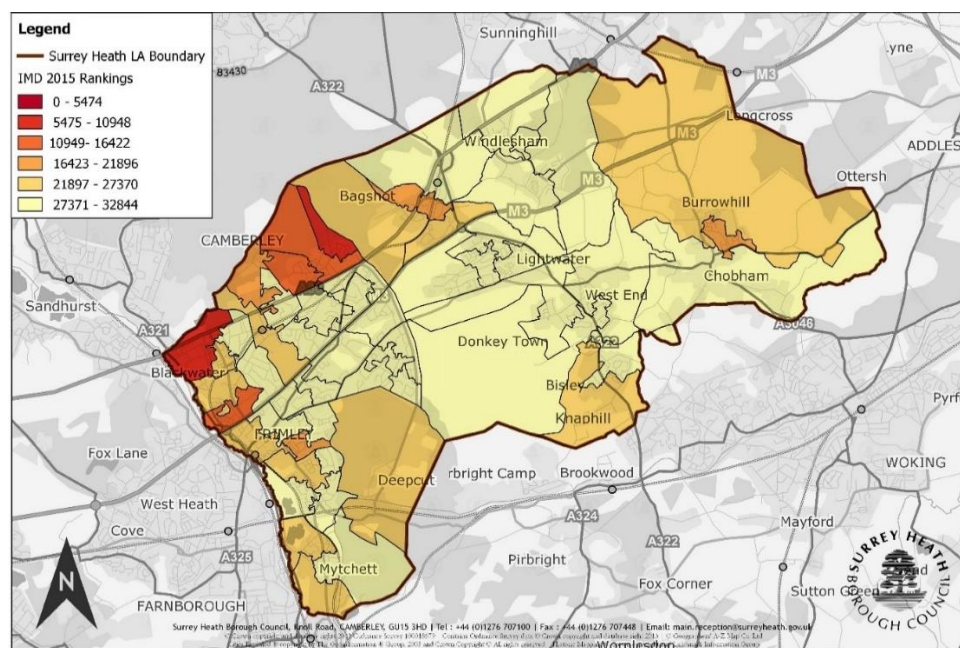 Legend
Surrey Heath LA Boundary
IMD 2015 Rankings
0 - 5474
5475 - 10948
10949- 16422
16423 - 21896
21897 - 27370
27371 - 32844
Sunninghill
.yne
83430
A322
M3
Longcross
M3
ADDLES
Windlesham
Ottersh
M3
Bagshot
Burrowhill
M3
CAMBERLEY
Lightwater
Chobham
Sandhurst
West End
A321
A3046
Donkey Town
A322
Blackwater
Bisley
Knaphill
Pyrf
FRIMLEY
Fox Lane
WOKING
Deepcut
rbright Camp
Brookwood
West Heath
A324
Mayford
Cove
A322
A325
Pirbright
Mytchett
Fox Corner
Sutton Green
N
FARNBOROUGH
SURREY HEATH
BOROUGH COUNCIL
Surrey Heath Borough Council, Knoll Road, CAMBERLEY, GU15 3HD | Tel : +44 (0)1276 707100 | Fax : +44 (0)1276 707448 | Email: main.reception@surreyheath.gov.uk